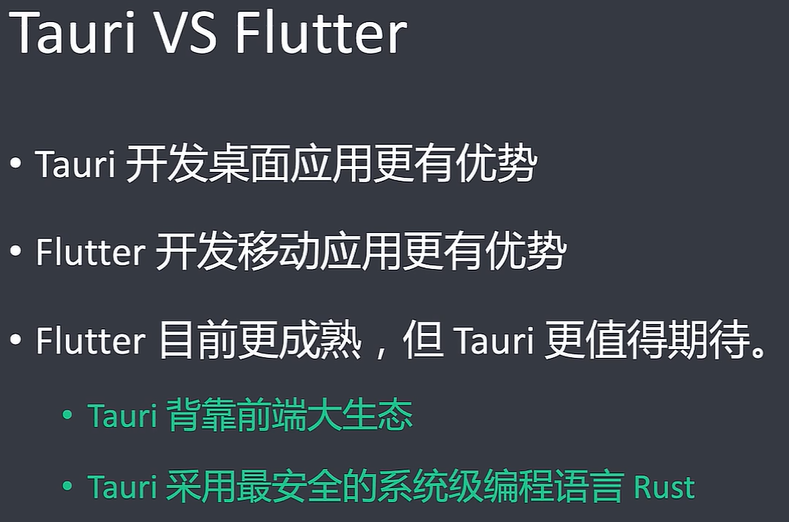 Tauri VS Flutter
• Tauri 开发桌面应用更有优势
• Flutter 开发移动应用更有优势
• Flutter 目前更成熟，但 Tauri 更值得期待。
• Tauri 背靠前端大生态
• Tauri 采用最安全的系统级编程语言 Rust